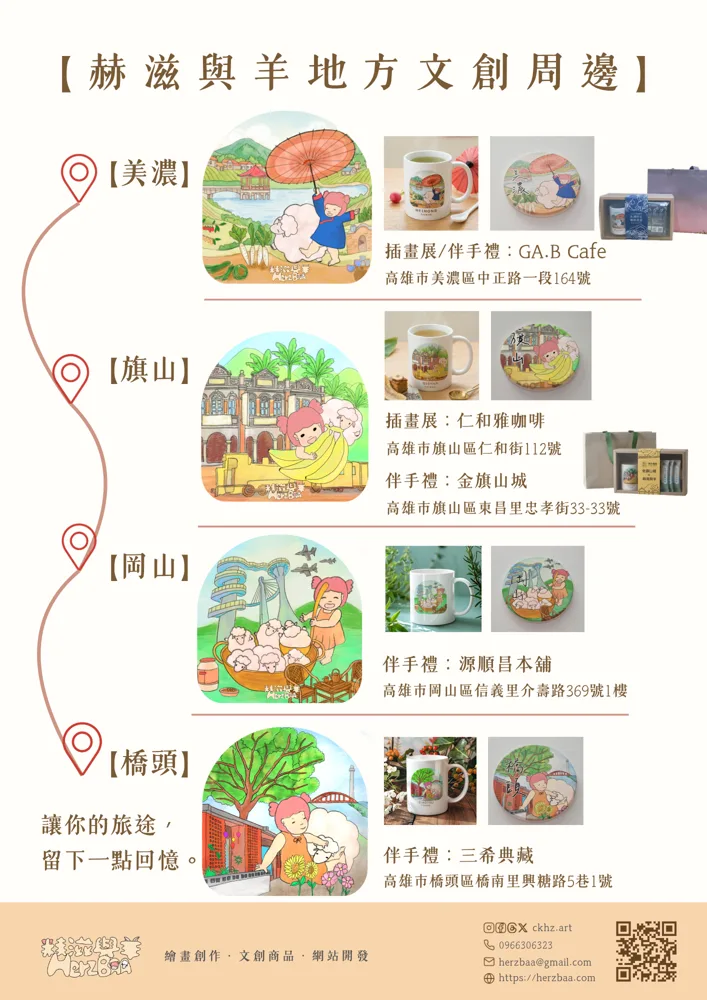 【赫滋與羊地方文創周邊】
【美濃】
插畫展/伴手禮：GA.B Cafe
高雄市美濃區中正路一段164號
【旗山】
插畫展：仁和雅咖啡
高雄市旗山區仁和街112號
伴手禮：金旗山城
高雄市旗山區東昌里忠孝街33-33號
【岡山】
伴手禮：源順昌本舖
高雄市岡山區信義里介壽路369號1樓
【橋頭】
伴手禮：三希典藏
高雄市橋頭區橋南里興糖路5巷1號
讓你的旅途，
留下一點回憶。
赫滋與羊
HerzBaa
繪畫創作·文創商品·網站開發
ckhz.art
0966306323
herzbaa@gmail.com
https://herzbaa.com